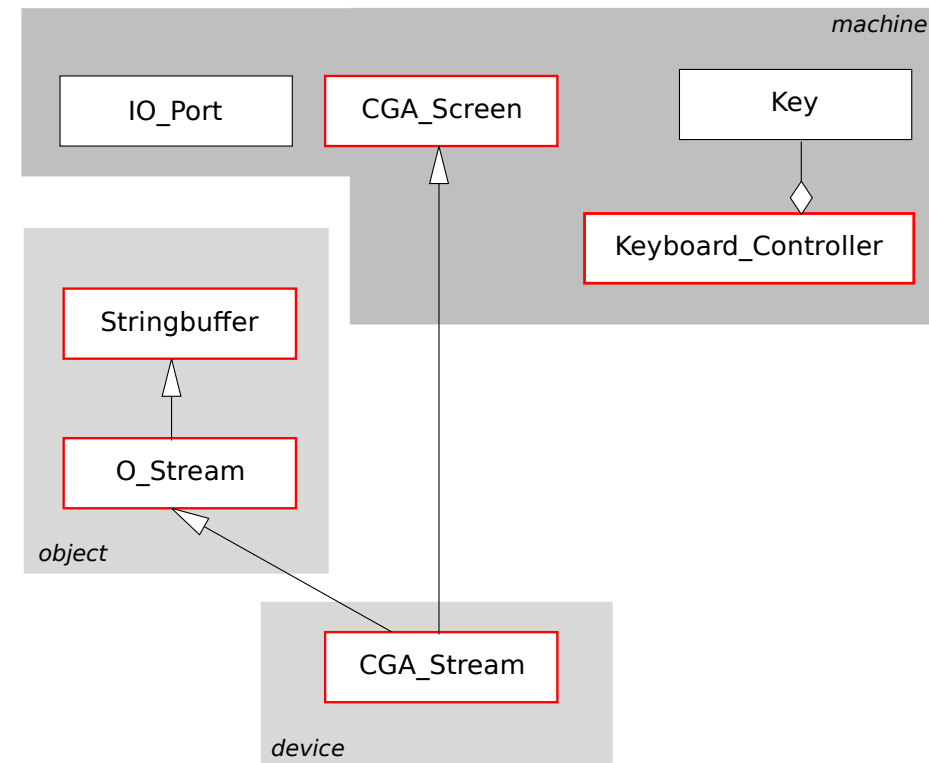 machine
IO_Port
CGA_Screen
Key
Keyboard_Controller
Stringbuffer
O_Stream
object
CGA_Stream
device